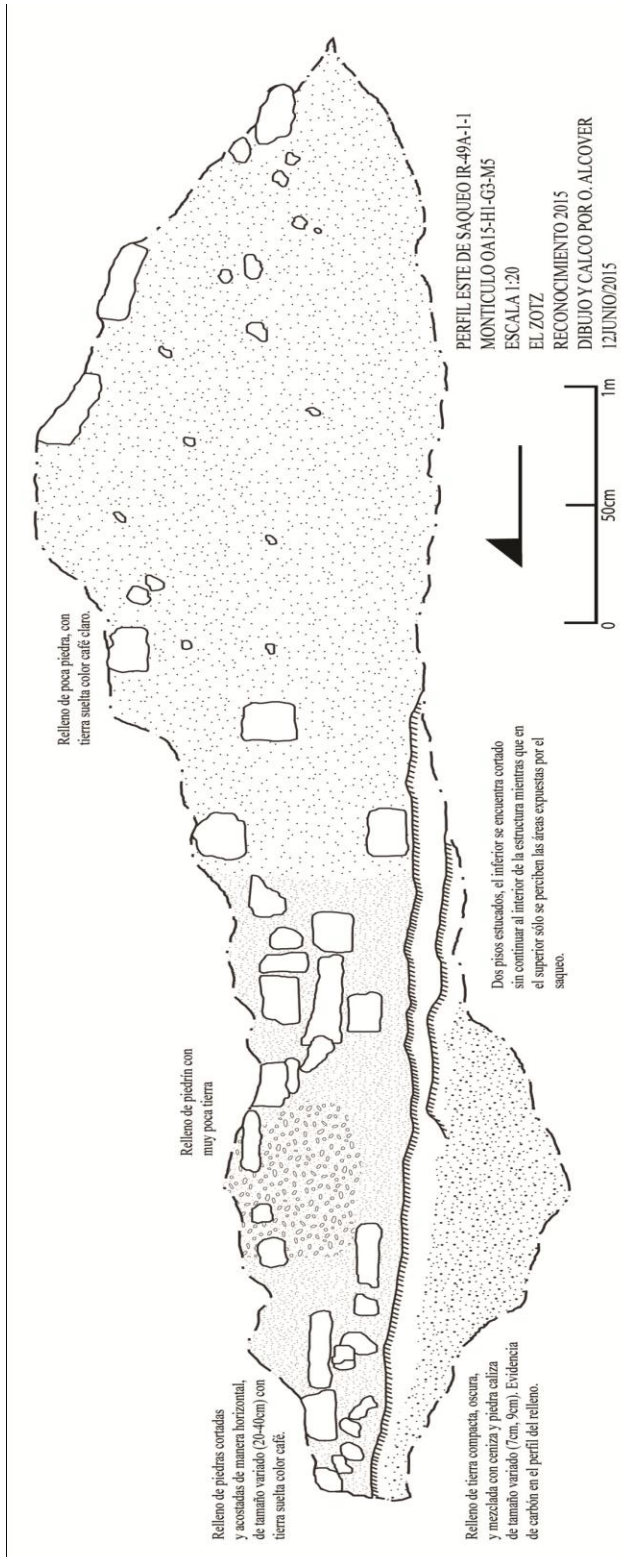 Relleno de piedras cortadas
y acostadas de manera horizontal,
de tamaño variado (20-40cm) con
tierra suelta color café.
Relleno de piedrín con
muy poca tierra
Relleno de poca piedra, con
tierra suelta color café claro.
Relleno de tierra compacta, oscura,
y mezclada con ceniza y piedra caliza
de tamaño variado (7cm, 9cm). Evidencia
de carbón en el perfil del relleno.
Dos pisos estucados, el inferior se encuentra cortado
sin continuar al interior de la estructura mientras que en
el superior sólo se perciben las áreas expuestas por el
saqueo.
PERFIL ESTE DE SAQUEO IR-49A-1-1
MONTICULO OA15-H1-G3-M5
ESCALA 1:20
EL ZOTZ
RECONOCIMIENTO 2015
DIBUJO Y CALCO POR O. ALCOVER
12JUNIO/2015
0 50cm 1m